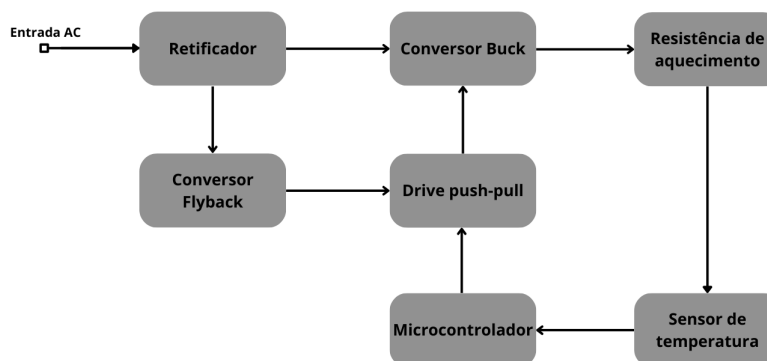 Entrada AC
Retificador
Conversor Buck
Resistência de
aquecimento
Conversor
Flyback
Drive push-pull
Microcontrolador
Sensor de
temperatura